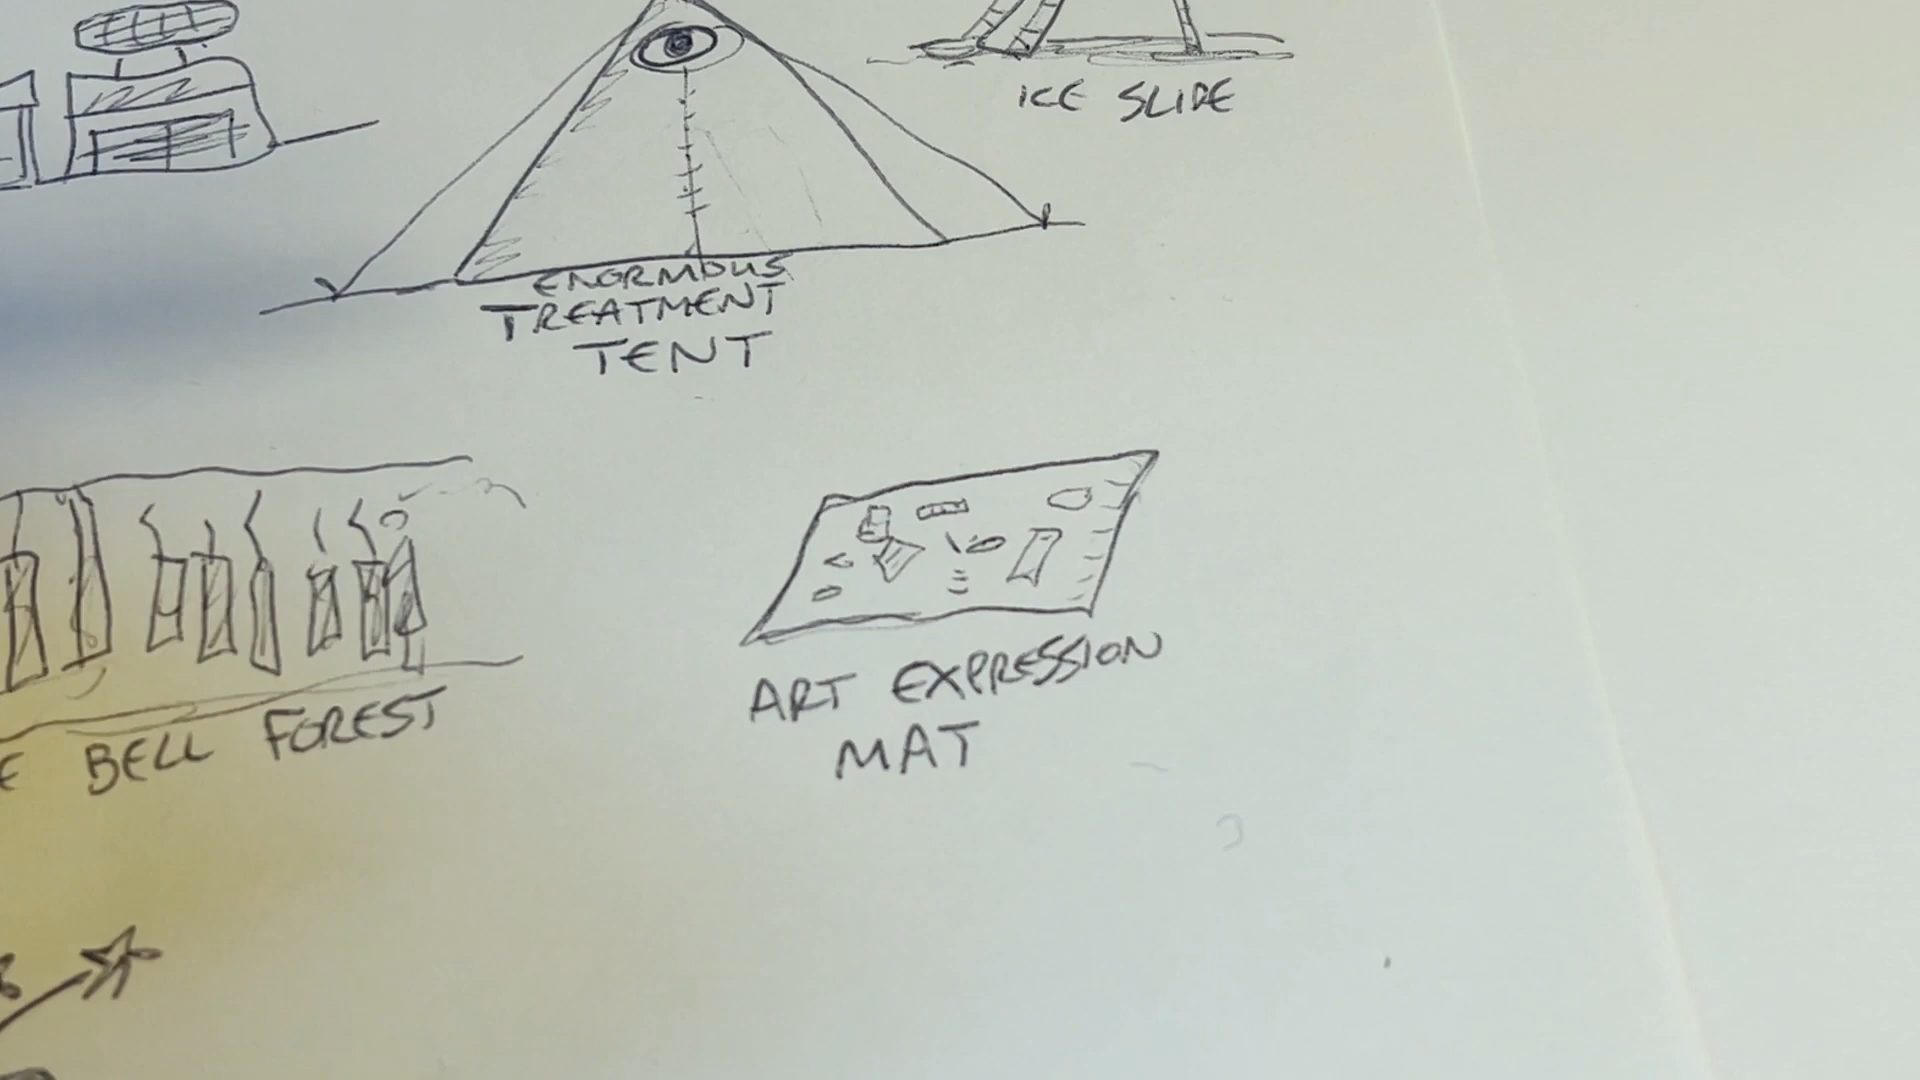 ICE SLIDE
ENORMOUS
TREATMENT
TENT
BELL FOREST
ART EXPRESSION
MAT